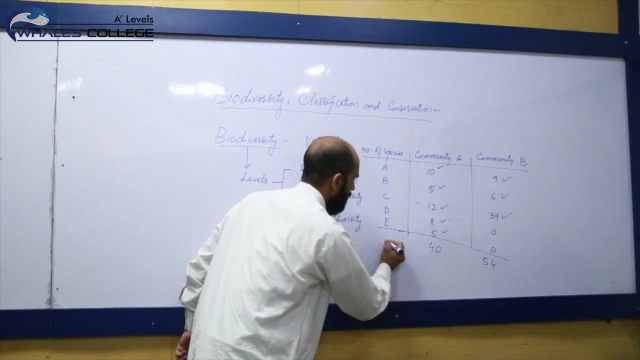 A' Levels
WHALES COLLEGE
Biodiversity, Classification and Conservation:-
Biodiversity:-
No. of Species Community A Community B
A 10 ✓ 9 ✓
B 5 ✓ 6 ✓
C 12 ✓ 39 ✓
D 8 ✓ 0
E 5 ✓ 0
Levels
40 54